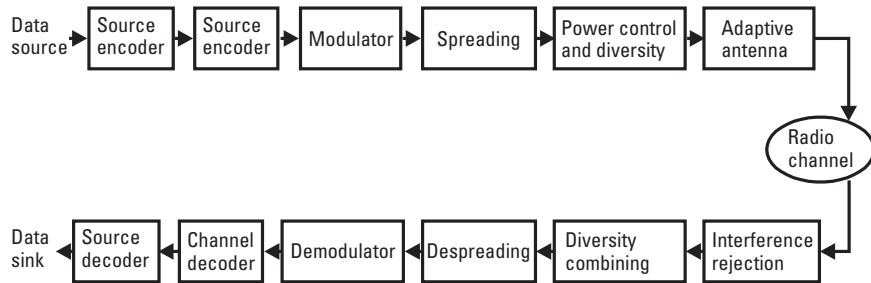 Data source
Source encoder
Source encoder
Modulator
Spreading
Power control and diversity
Adaptive antenna
Radio channel
Interference rejection
Diversity combining
Despreading
Demodulator
Channel decoder
Source decoder
Data sink